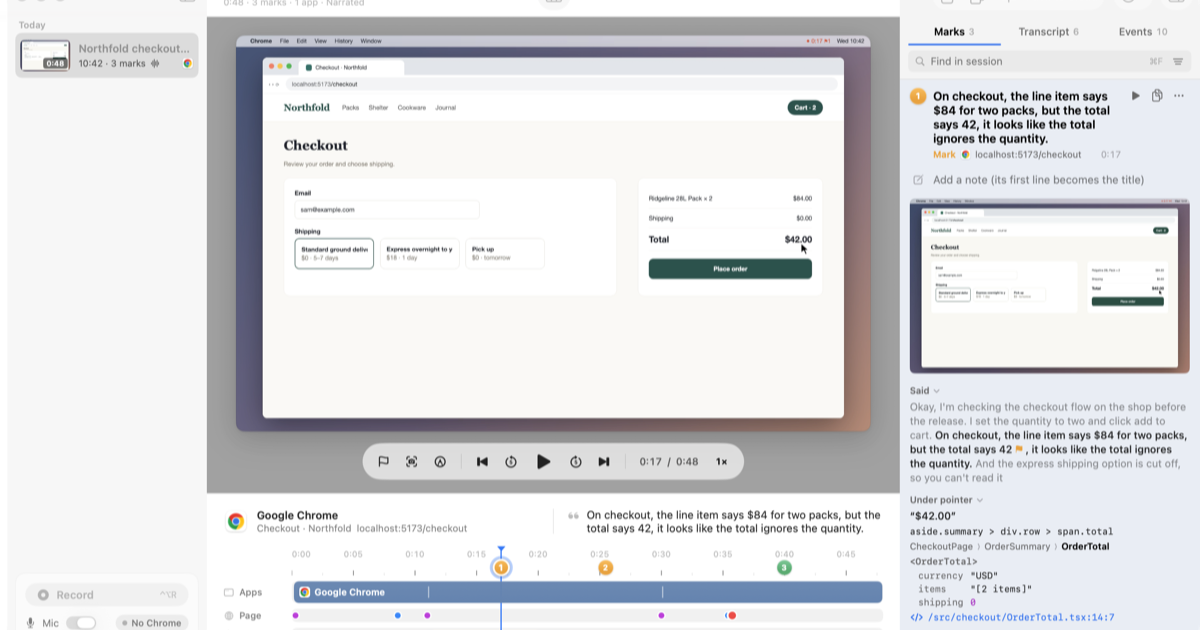 0:48 · 3 marks · 1 app · Narrated
Today
Northfold checkout...
10:42 · 3 marks
0:48
Record
⌃⌥R
Mic
No Chrome
Chrome File Edit View History Window
0:17
Wed 10:42
Checkout · Northfold
localhost:5173/checkout
Northfold
Packs Shelter Cookware Journal
Cart · 2
Checkout
Review your order and choose shipping.
Email
sam@example.com
Shipping
Standard ground deliv
$0 · 5–7 days
Express overnight to y
$18 · 1 day
Pick up
$0 · tomorrow
Ridgeline 28L Pack × 2 $84.00
Shipping $0.00
Total $42.00
Place order
0:17 / 0:48 1×
Google Chrome
Checkout · Northfold localhost:5173/checkout
On checkout, the line item says $84 for two packs, but the
total says 42, it looks like the total ignores the quantity.
0:00 0:05 0:10 0:15 0:20 0:25 0:30 0:35 0:40 0:45
1 2 3
Apps
Google Chrome
Page
Marks 3 Transcript 6 Events 10
Find in session ⌘F
1
On checkout, the line item says
$84 for two packs, but the total
says 42, it looks like the total
ignores the quantity.
Mark localhost:5173/checkout 0:17
Add a note (its first line becomes the title)
Northfold
Checkout
Said
Okay, I'm checking the checkout flow on the shop before
the release. I set the quantity to two and click add to
cart. On checkout, the line item says $84 for two packs,
but the total says 42 , it looks like the total ignores
the quantity. And the express shipping option is cut off,
so you can't read it
Under pointer
"$42.00"
aside.summary > div.row > span.total
CheckoutPage › OrderSummary › OrderTotal
<OrderTotal>
currency "USD"
items "[2 items]"
shipping 0
</> /src/checkout/OrderTotal.tsx:14:7